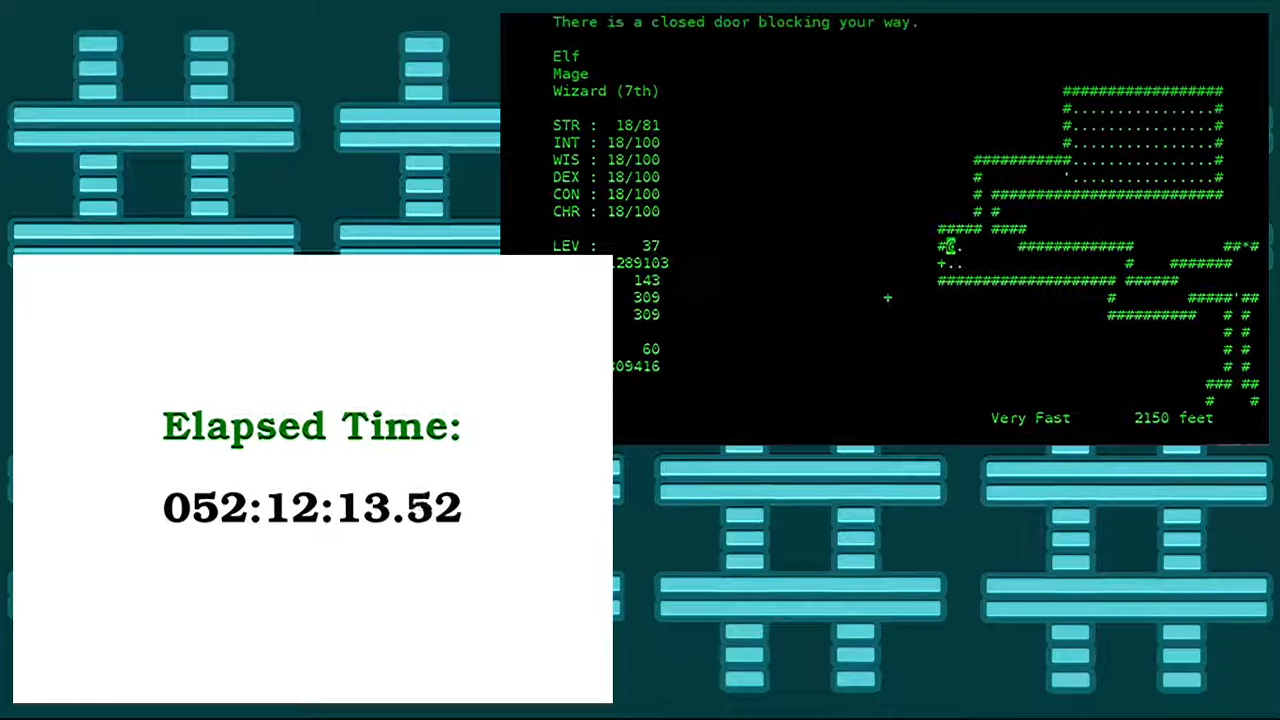 There is a closed door blocking your way.
Elf
Mage
Wizard (7th)
STR : 18/81
INT : 18/100
WIS : 18/100
DEX : 18/100
CON : 18/100
CHR : 18/100
LEV : 37
289103
143
309
309
60
09416
Very Fast 2150 feet
Elapsed Time:
052:12:13.52